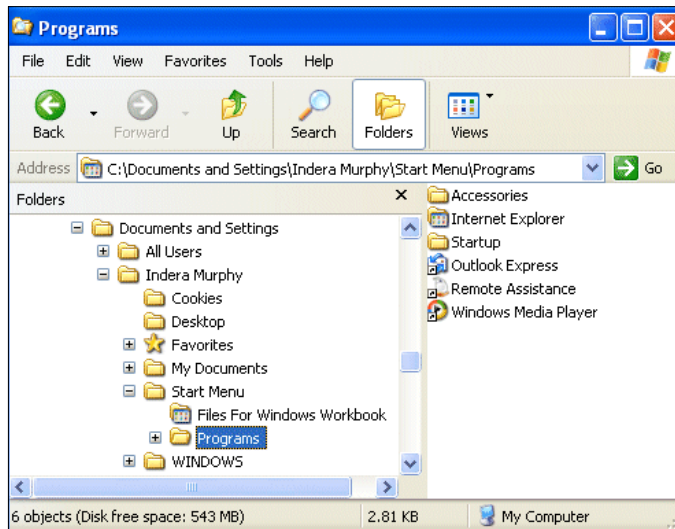 Programs
File Edit View Favorites Tools Help
Back Forward Up Search Folders Views
Address C:\Documents and Settings\Indera Murphy\Start Menu\Programs Go
Folders
Documents and Settings
All Users
Indera Murphy
Cookies
Desktop
Favorites
My Documents
Start Menu
Files For Windows Workbook
Programs
WINDOWS
Accessories
Internet Explorer
Startup
Outlook Express
Remote Assistance
Windows Media Player
6 objects (Disk free space: 543 MB) 2.81 KB My Computer